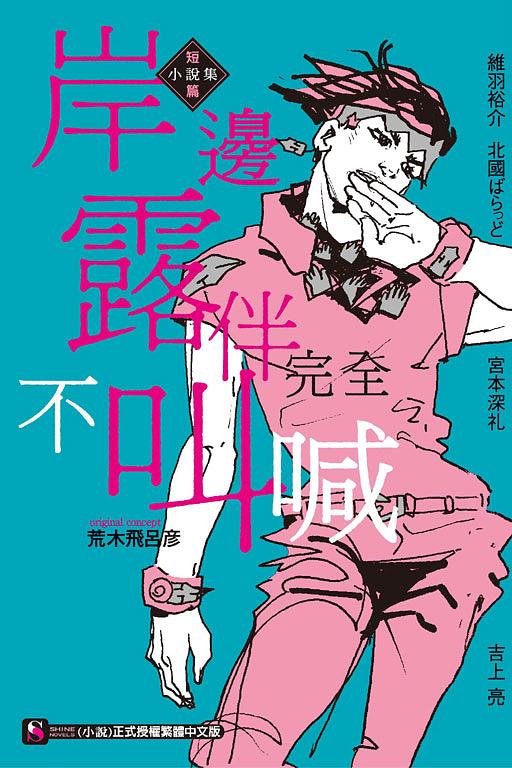 短
小說集
篇
岸邊
露伴
完全
不叫喊
original concept
荒木飛呂彦
維羽裕介
北國ばらっど
宮本深礼
吉上 亮
S
SHINE
NOVELS
(小說)正式授權繁體中文版